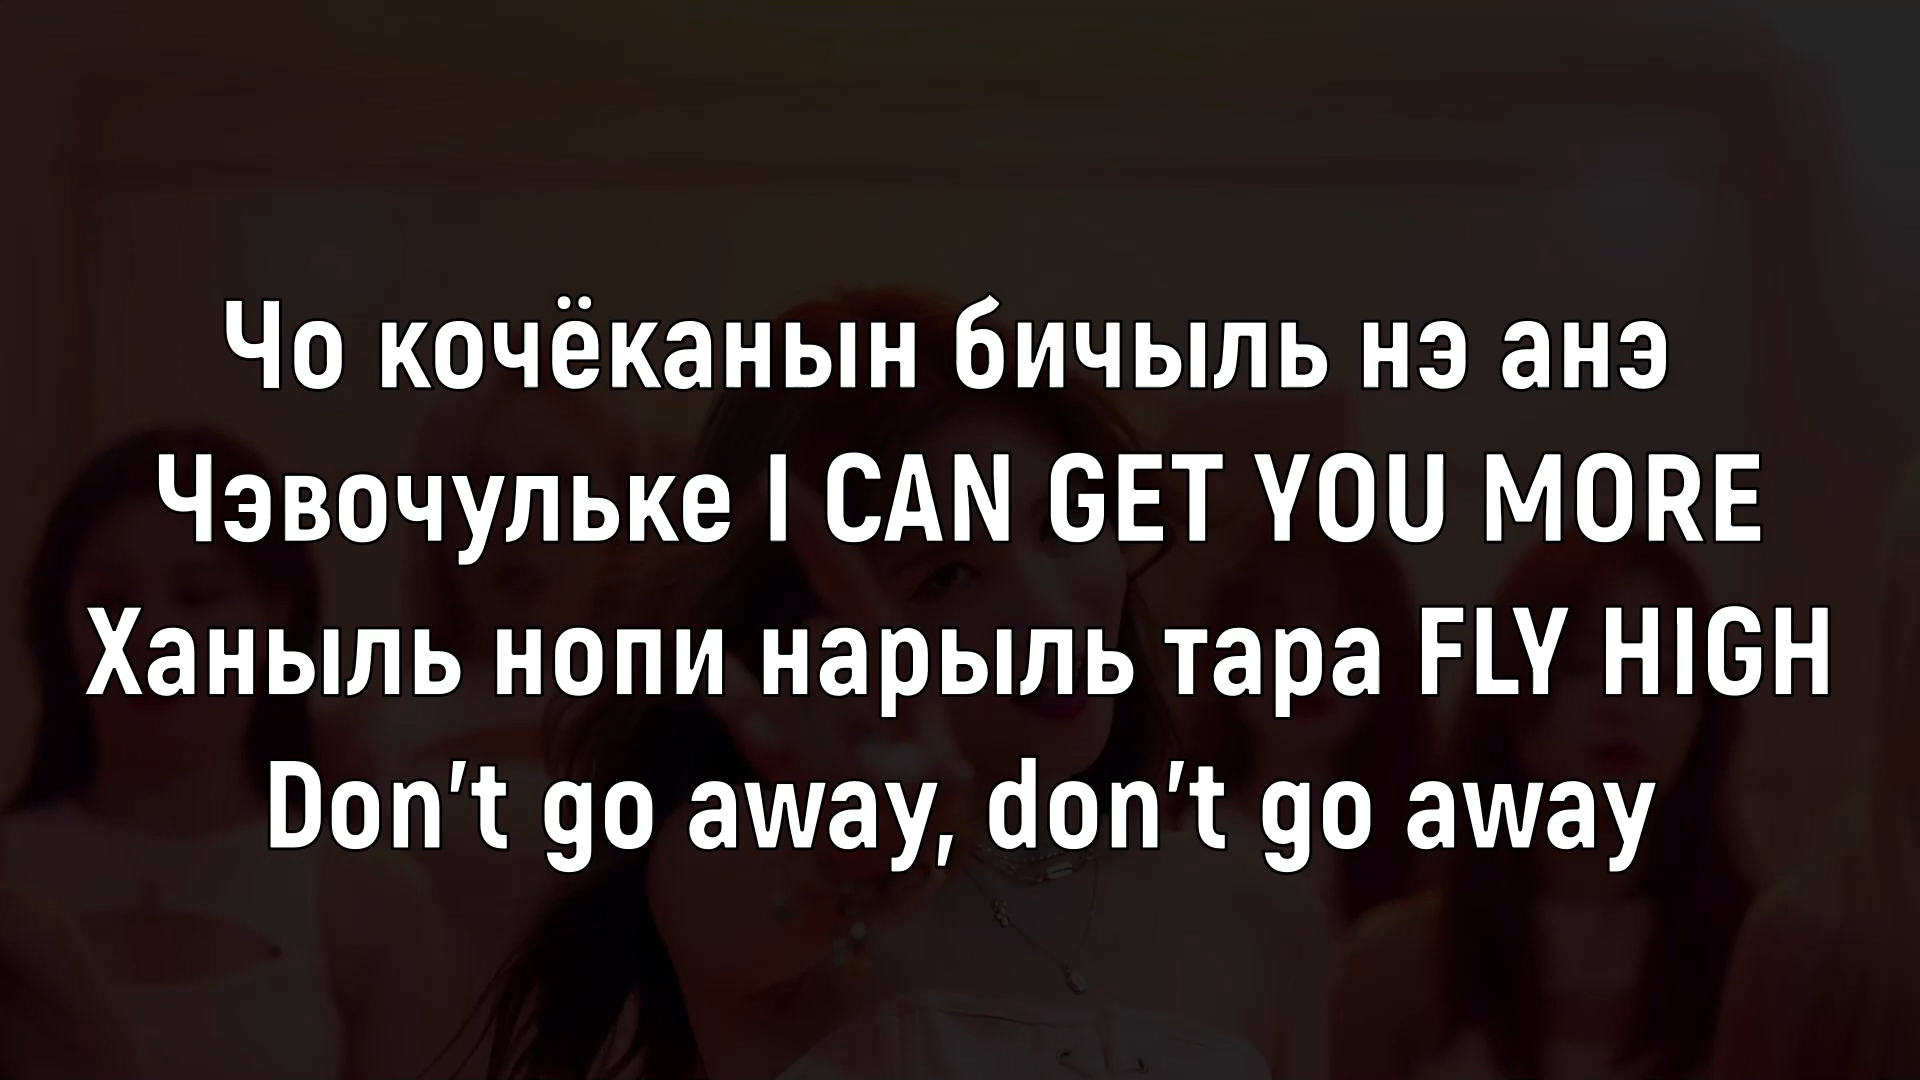 Чо кочёканын бичыль нэ анэ
Чэвочульке I CAN GET YOU MORE
Ханыль нопи нарыль тара FLY HIGH
Don't go away, don't go away